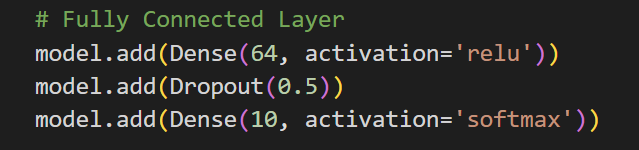 # Fully Connected Layer
model.add(Dense(64, activation='relu'))
model.add(Dropout(0.5))
model.add(Dense(10, activation='softmax'))